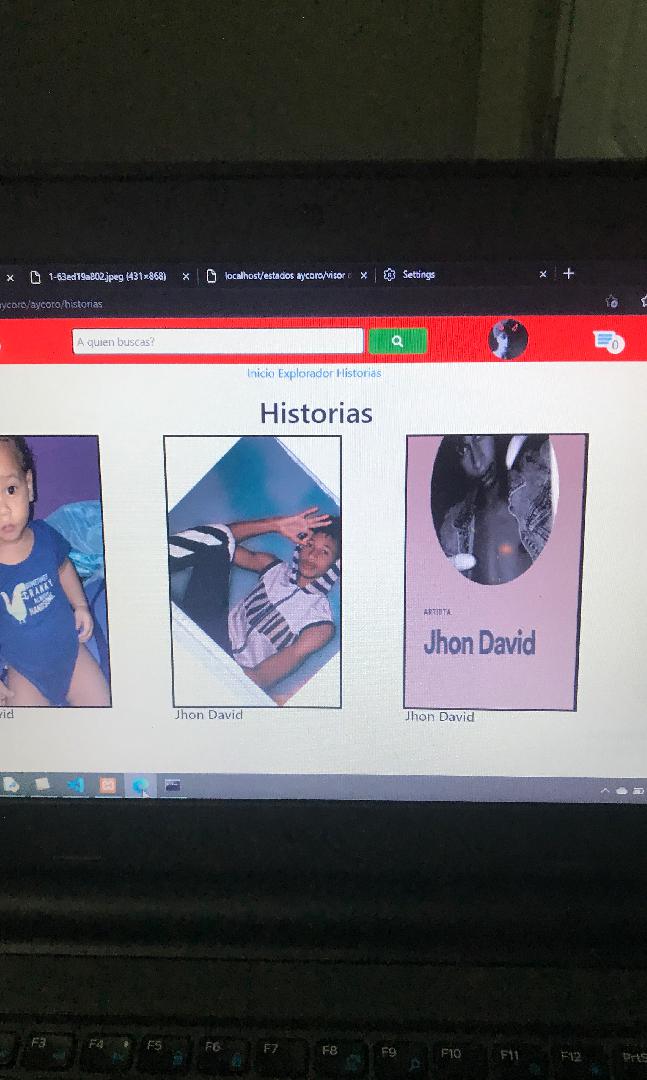 1-63ed19a802.jpeg (431×868)
localhost/estados aycoro/visor
Settings
aycoro/aycoro/historias
A quien buscas?
0
Inicio Explorador Historias
Historias
ARTISTA
Jhon David
vid
Jhon David
Jhon David
F3 F4 F5 F6 F7 F8 F9 F10 F11 F12 PrtS